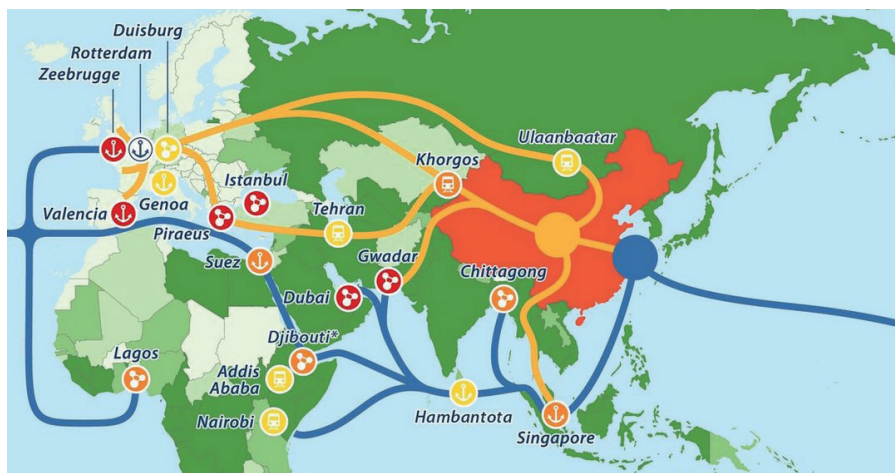 Duisburg
Rotterdam
Zeebrugge
Ulaanbaatar
Khorgos
Istanbul
Valencia
Genoa
Tehran
Piraeus
Gwadar
Suez
Chittagong
Dubai
Djibouti*
Lagos
Addis
Ababa
Nairobi
Hambantota
Singapore